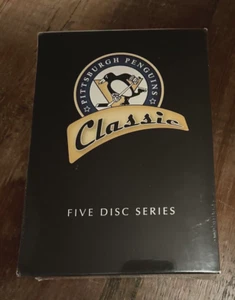 PITTSBURGH PENGUINS
Classic
FIVE DISC SERIES